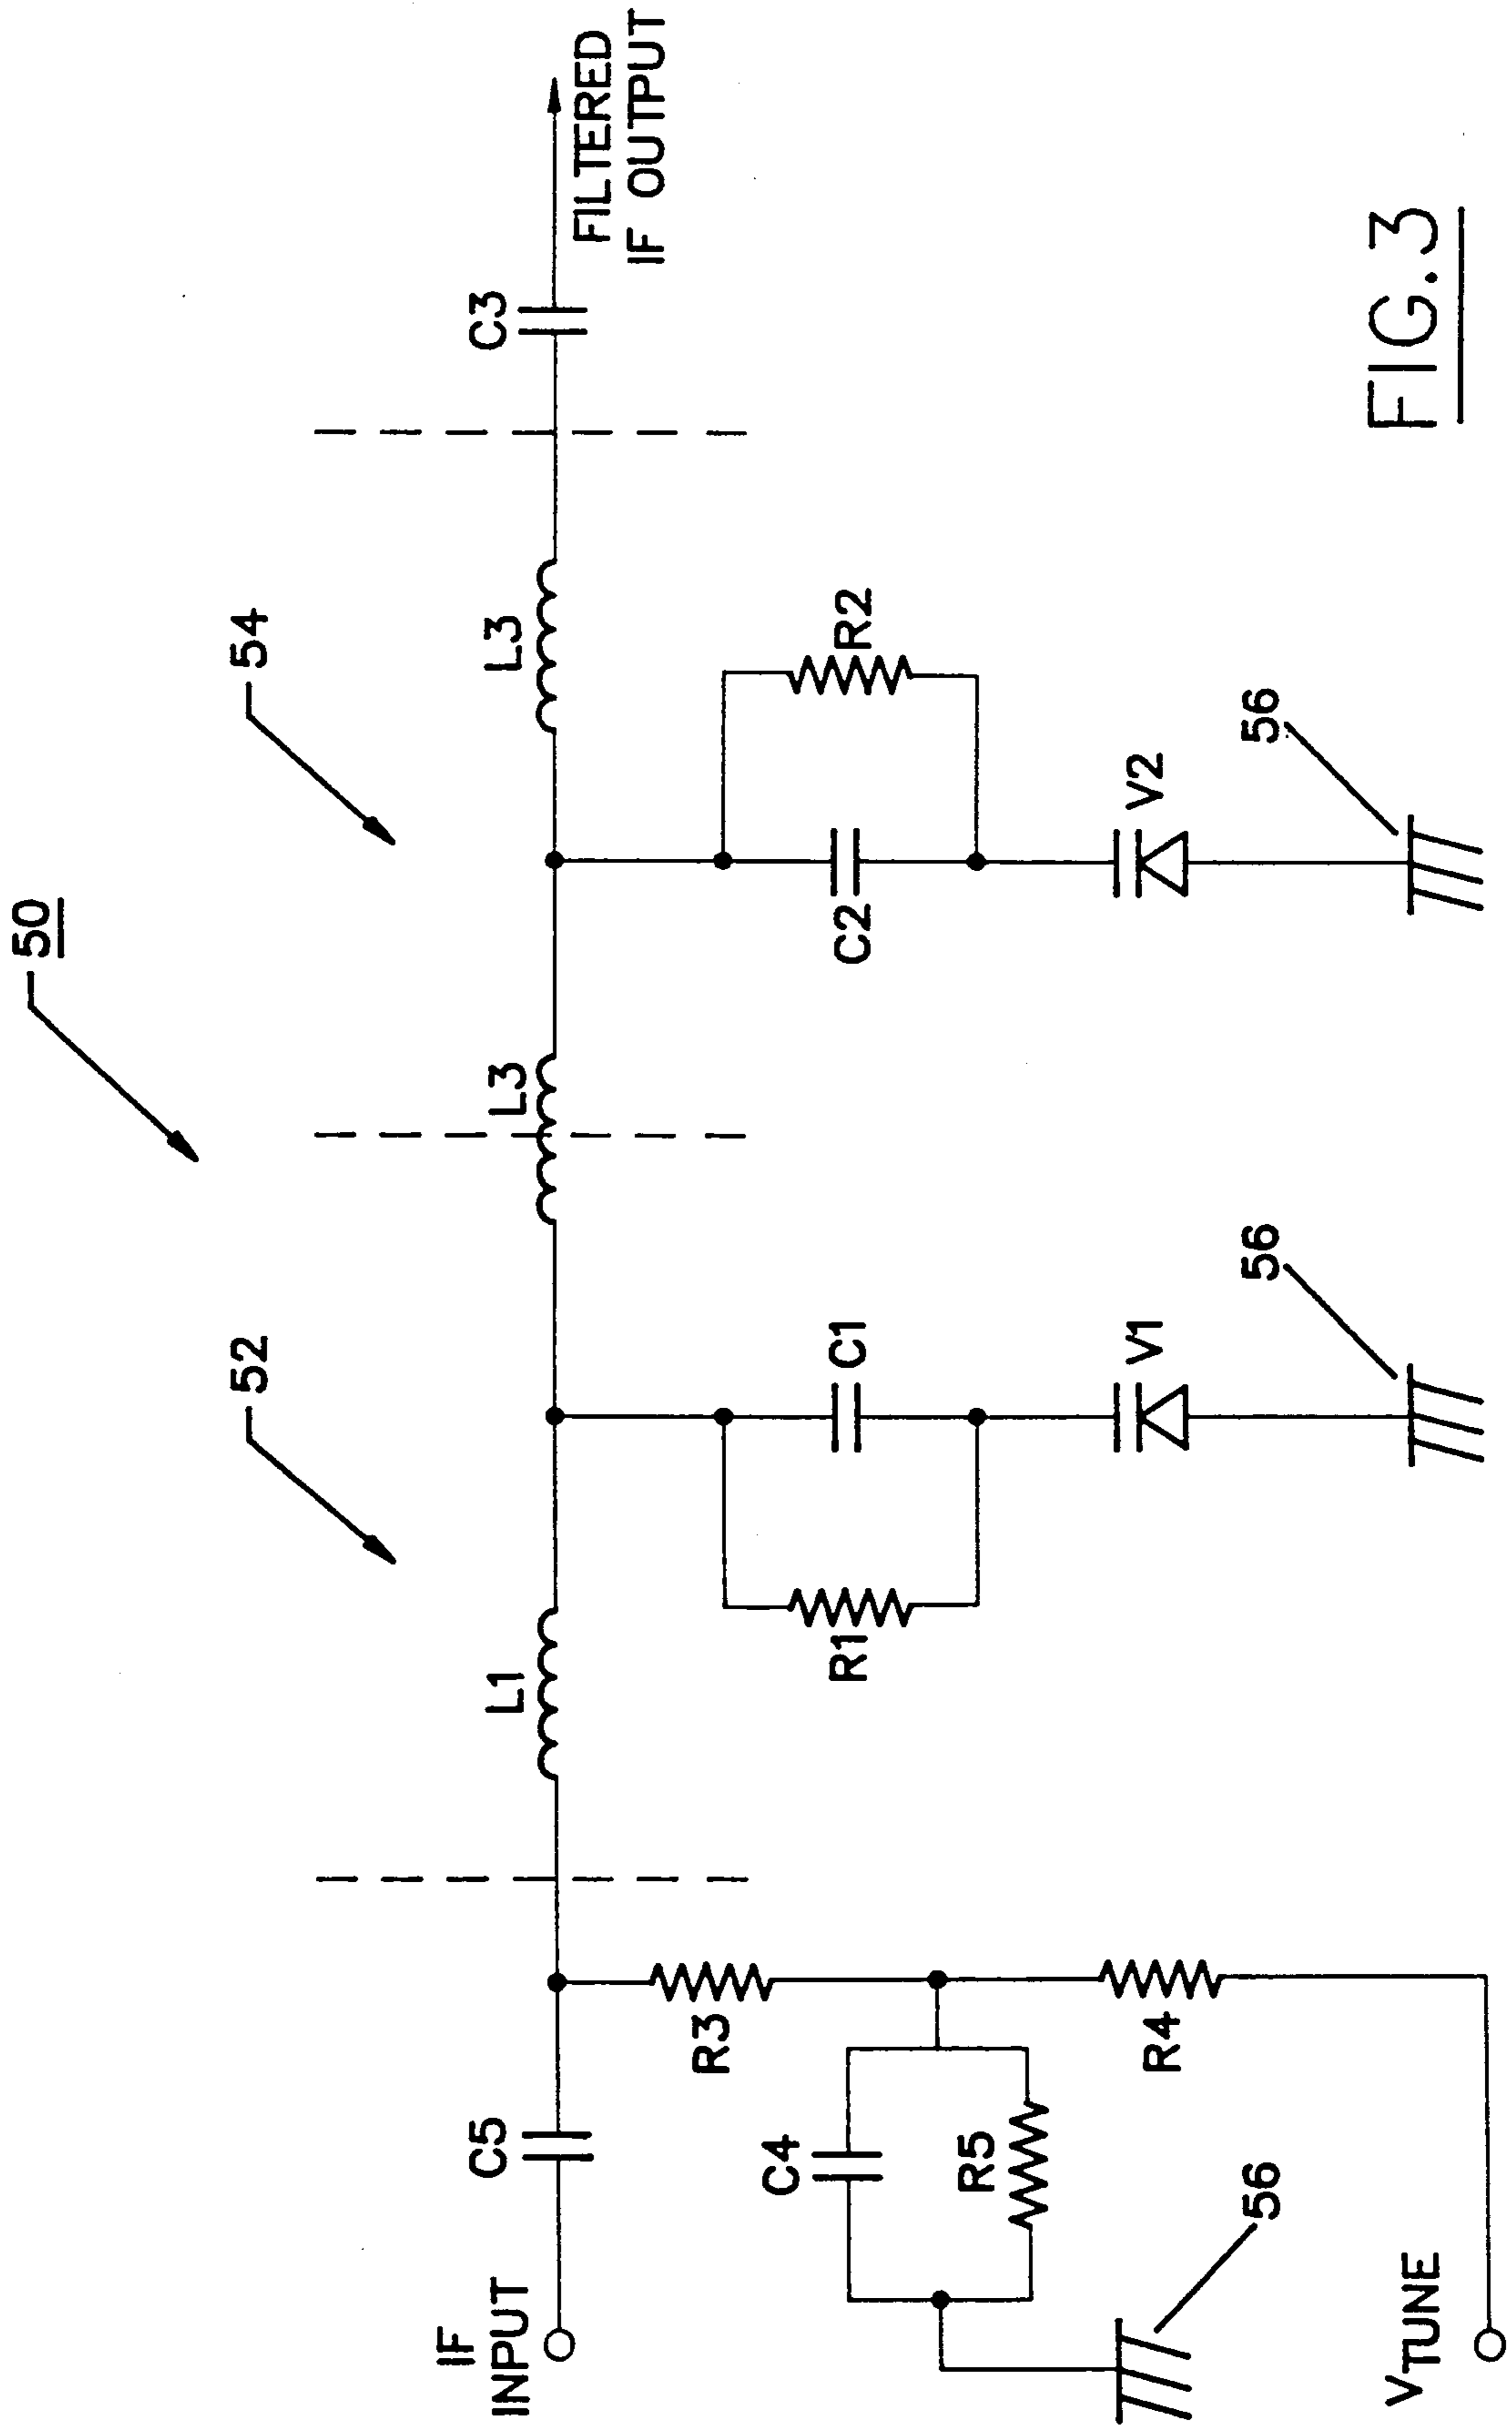 50
52
54
IF
INPUT
C5
L1
L3
L3
C3
FILTERED
IF OUTPUT
R3
C4
R5
R4
R1
C1
C2
R2
V1
V2
56
56
56
VTUNE
FIG.3